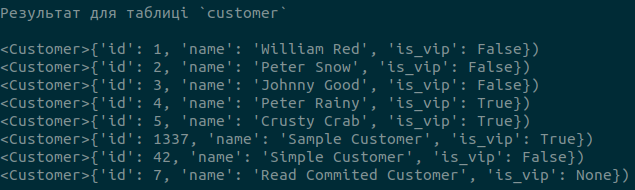 Результат для таблиці `customer`
<Customer>{'id': 1, 'name': 'William Red', 'is_vip': False})
<Customer>{'id': 2, 'name': 'Peter Snow', 'is_vip': False})
<Customer>{'id': 3, 'name': 'Johnny Good', 'is_vip': False})
<Customer>{'id': 4, 'name': 'Peter Rainy', 'is_vip': True})
<Customer>{'id': 5, 'name': 'Crusty Crab', 'is_vip': True})
<Customer>{'id': 1337, 'name': 'Sample Customer', 'is_vip': True})
<Customer>{'id': 42, 'name': 'Simple Customer', 'is_vip': False})
<Customer>{'id': 7, 'name': 'Read Commited Customer', 'is_vip': None})